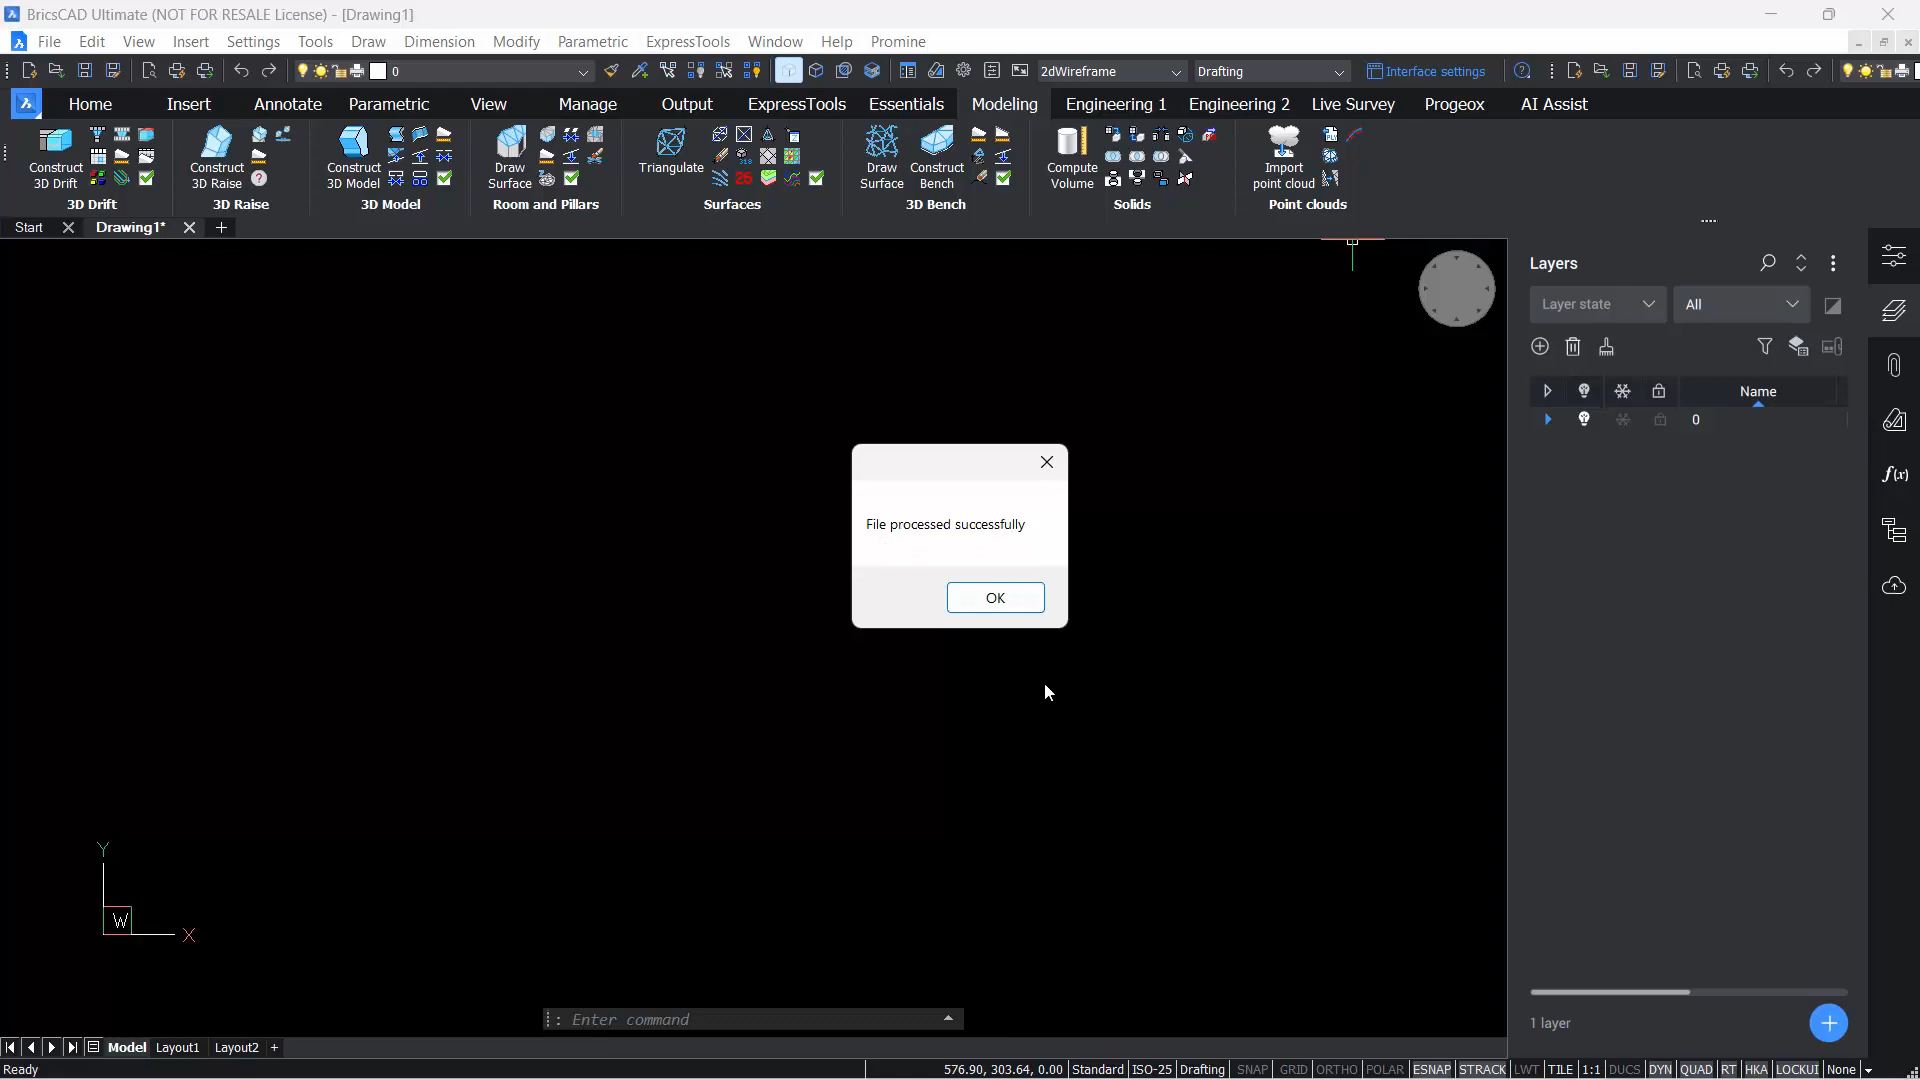 BricsCAD Ultimate (NOT FOR RESALE License) - [Drawing1]
File Edit View Insert Settings Tools Draw Dimension Modify Parametric ExpressTools Window Help Promine
0 2dWireframe Drafting Interface settings
Home Insert Annotate Parametric View Manage Output ExpressTools Essentials Modeling Engineering 1 Engineering 2 Live Survey Progeox AI Assist
Construct 3D Drift
3D Drift
Construct 3D Raise
3D Raise
Construct 3D Model
3D Model
Draw Surface
Room and Pillars
Triangulate
25
Surfaces
Draw Surface
Construct Bench
3D Bench
Compute Volume
Solids
Import point cloud
Point clouds
Start Drawing1* +
Layers
Layer state All
Name
0
File processed successfully
OK
Y
W
X
f(x)
: Enter command
1 layer
Model Layout1 Layout2 +
Ready 576.90, 303.64, 0.00 Standard ISO-25 Drafting SNAP GRID ORTHO POLAR ESNAP STRACK LWT TILE 1:1 DUCS DYN QUAD RT HKA LOCKUI None